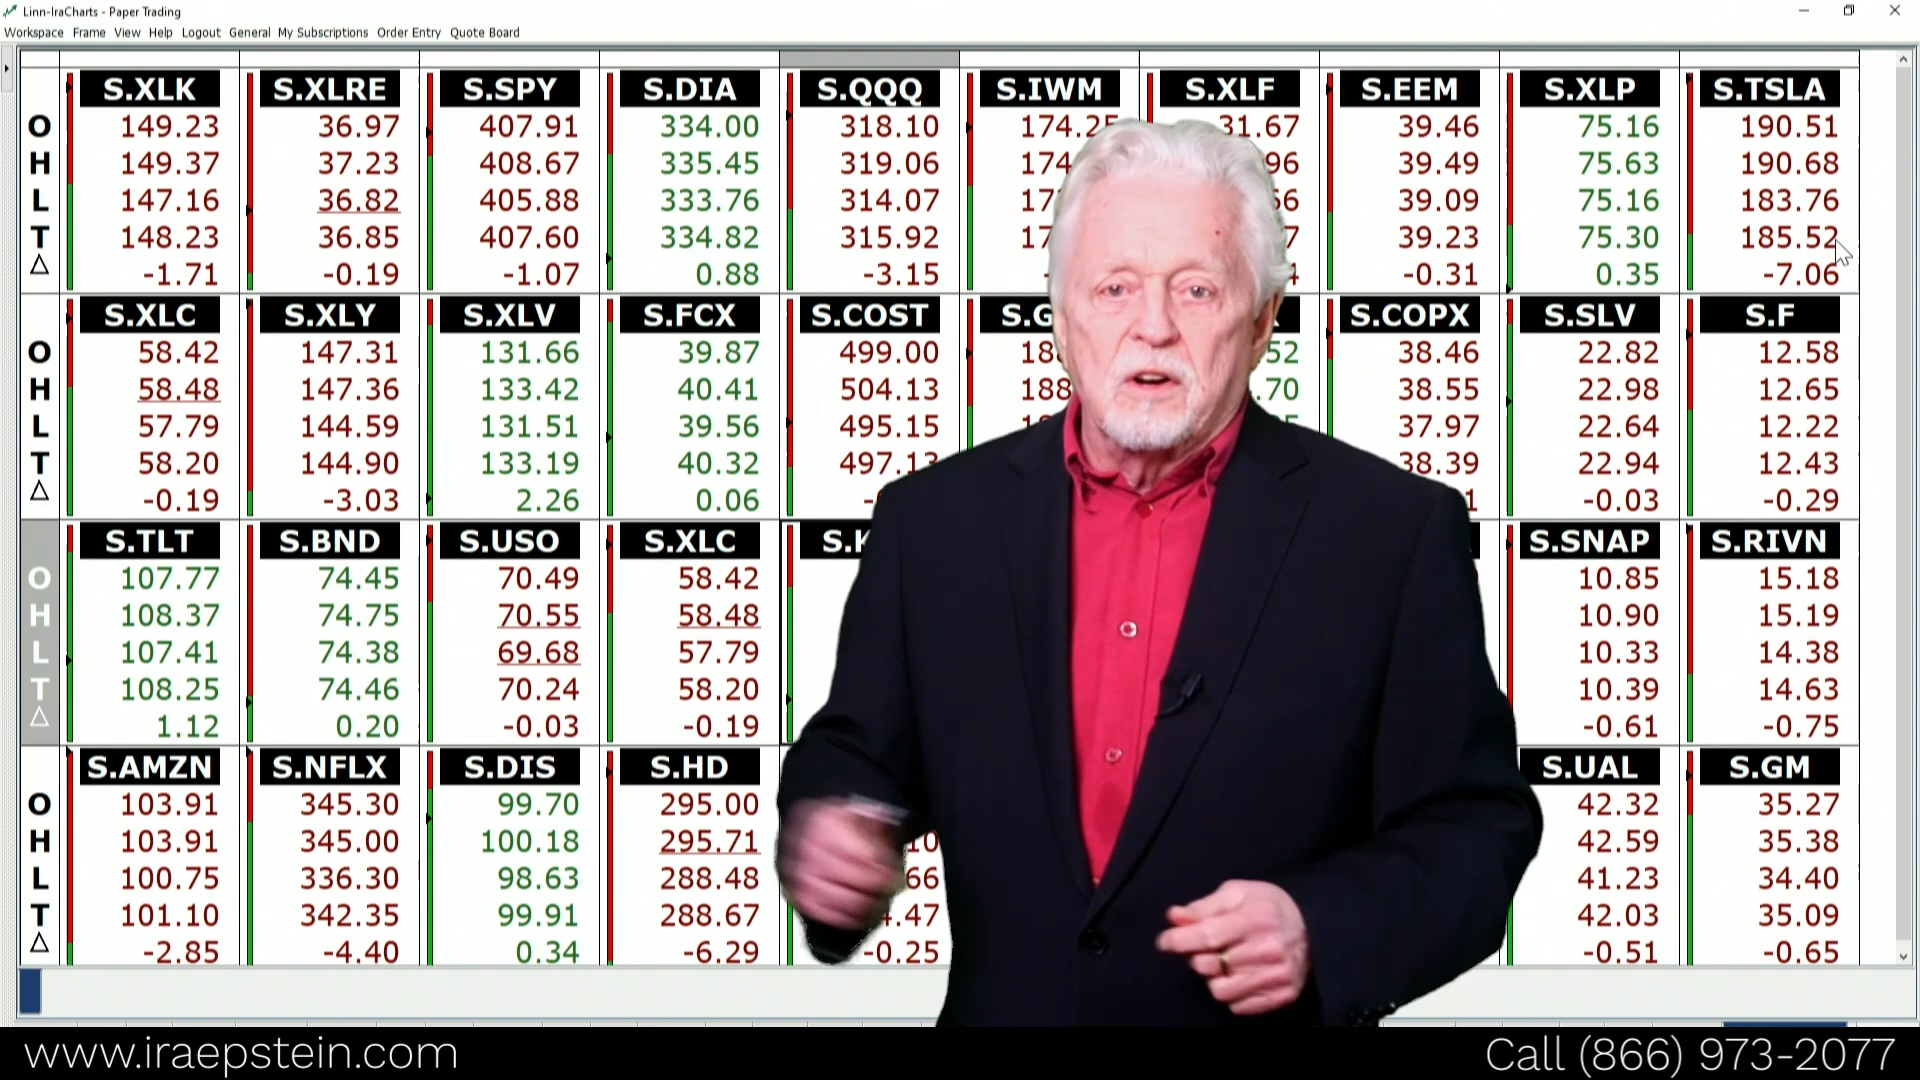 Linn-IraCharts - Paper Trading
Workspace Frame View Help Logout General My Subscriptions Order Entry Quote Board
S.XLK S.XLRE S.SPY S.DIA S.QQQ S.IWM S.XLF S.EEM S.XLP S.TSLA
O 149.23 36.97 407.91 334.00 318.10 174.25 31.67 39.46 75.16 190.51
H 149.37 37.23 408.67 335.45 319.06 39.49 75.63 190.68
L 147.16 36.82 405.88 333.76 314.07 39.09 75.16 183.76
T 148.23 36.85 407.60 334.82 315.92 39.23 75.30 185.52
△ -1.71 -0.19 -1.07 0.88 -3.15 -0.31 0.35 -7.06
S.XLC S.XLY S.XLV S.FCX S.COST S.COPX S.SLV S.F
O 58.42 147.31 131.66 39.87 499.00 38.46 22.82 12.58
H 58.48 147.36 133.42 40.41 504.13 38.55 22.98 12.65
L 57.79 144.59 131.51 39.56 495.15 37.97 22.64 12.22
T 58.20 144.90 133.19 40.32 497.13 38.39 22.94 12.43
△ -0.19 -3.03 2.26 0.06 -0.03 -0.29
S.TLT S.BND S.USO S.XLC S.SNAP S.RIVN
O 107.77 74.45 70.49 58.42 10.85 15.18
H 108.37 74.75 70.55 58.48 10.90 15.19
L 107.41 74.38 69.68 57.79 10.33 14.38
T 108.25 74.46 70.24 58.20 10.39 14.63
△ 1.12 0.20 -0.03 -0.19 -0.61 -0.75
S.AMZN S.NFLX S.DIS S.HD S.UAL S.GM
O 103.91 345.30 99.70 295.00 42.32 35.27
H 103.91 345.00 100.18 295.71 42.59 35.38
L 100.75 336.30 98.63 288.48 41.23 34.40
T 101.10 342.35 99.91 288.67 42.03 35.09
△ -2.85 -4.40 0.34 -6.29 -0.25 -0.51 -0.65
www.iraepstein.com Call (866) 973-2077